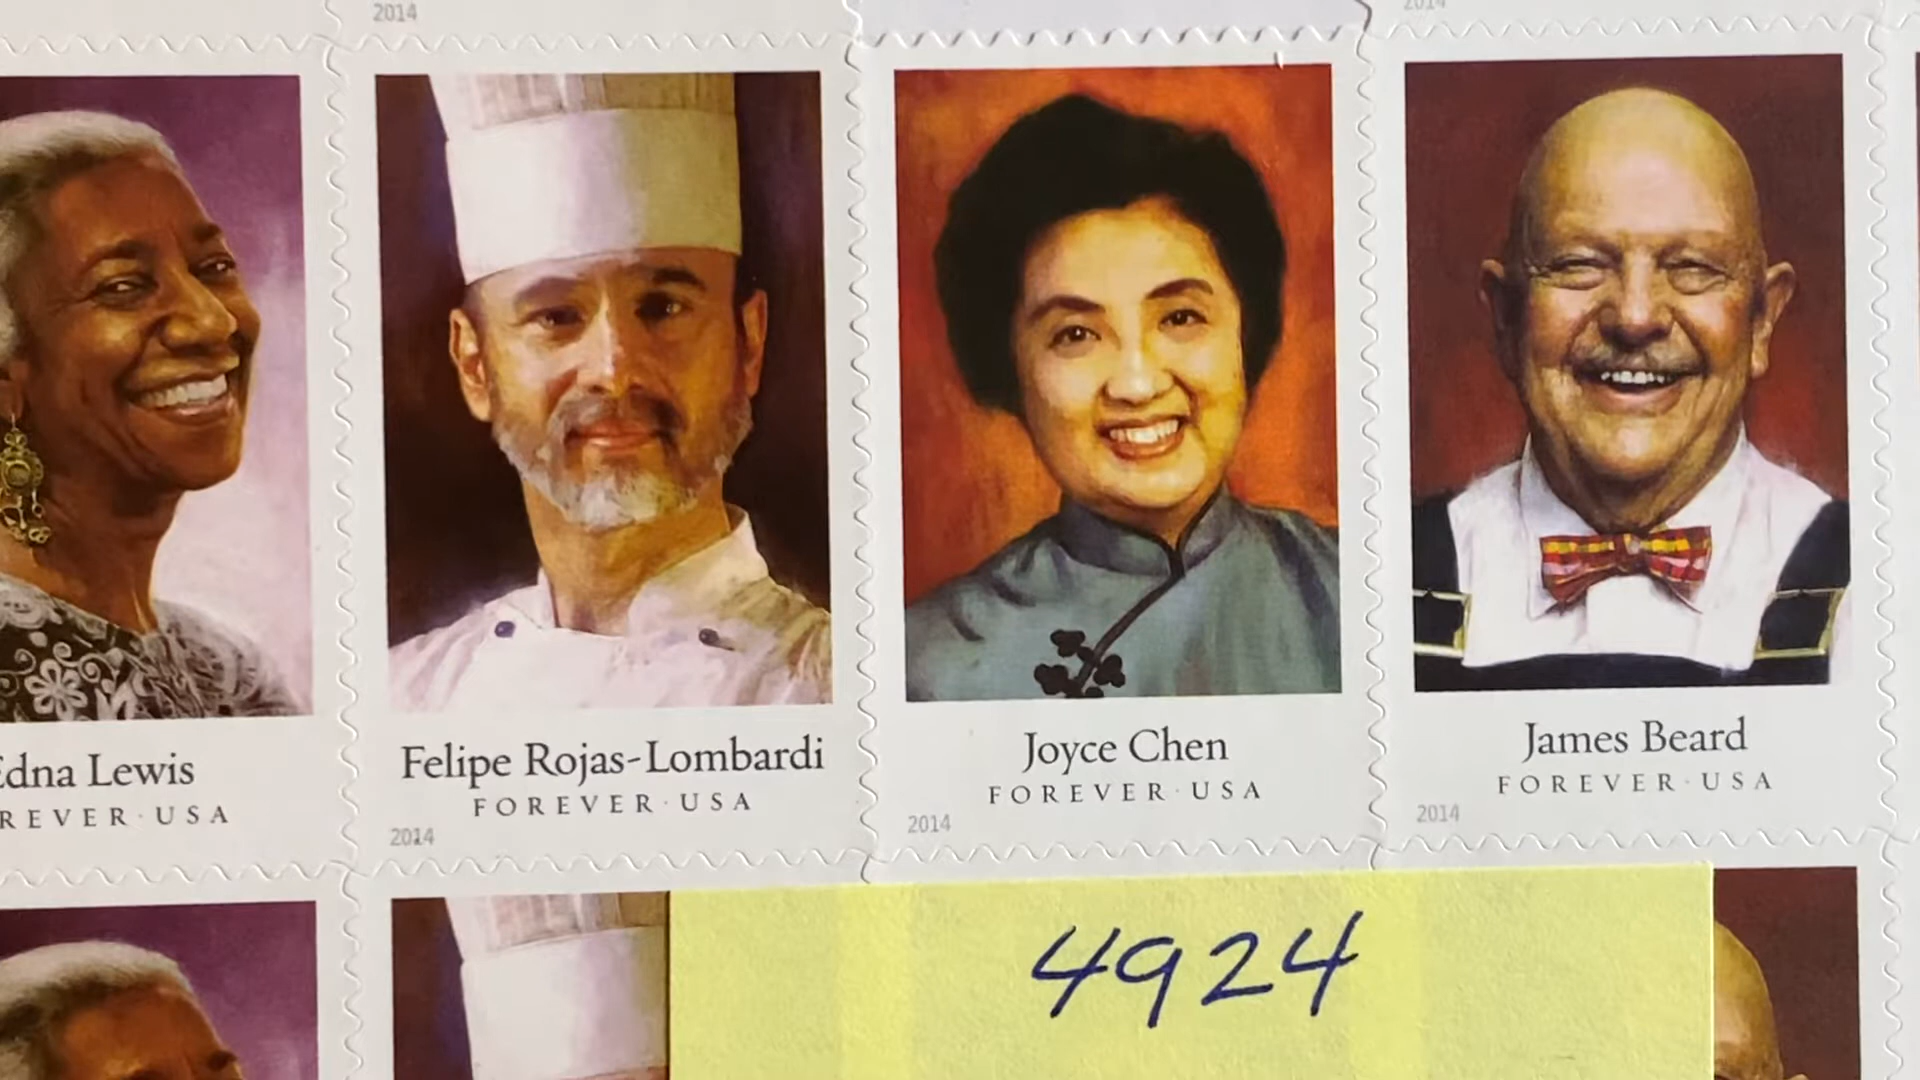 2014
2014
Edna Lewis
REVER · USA
Felipe Rojas-Lombardi
FOREVER · USA
2014
Joyce Chen
FOREVER · USA
2014
James Beard
FOREVER · USA
2014
4924